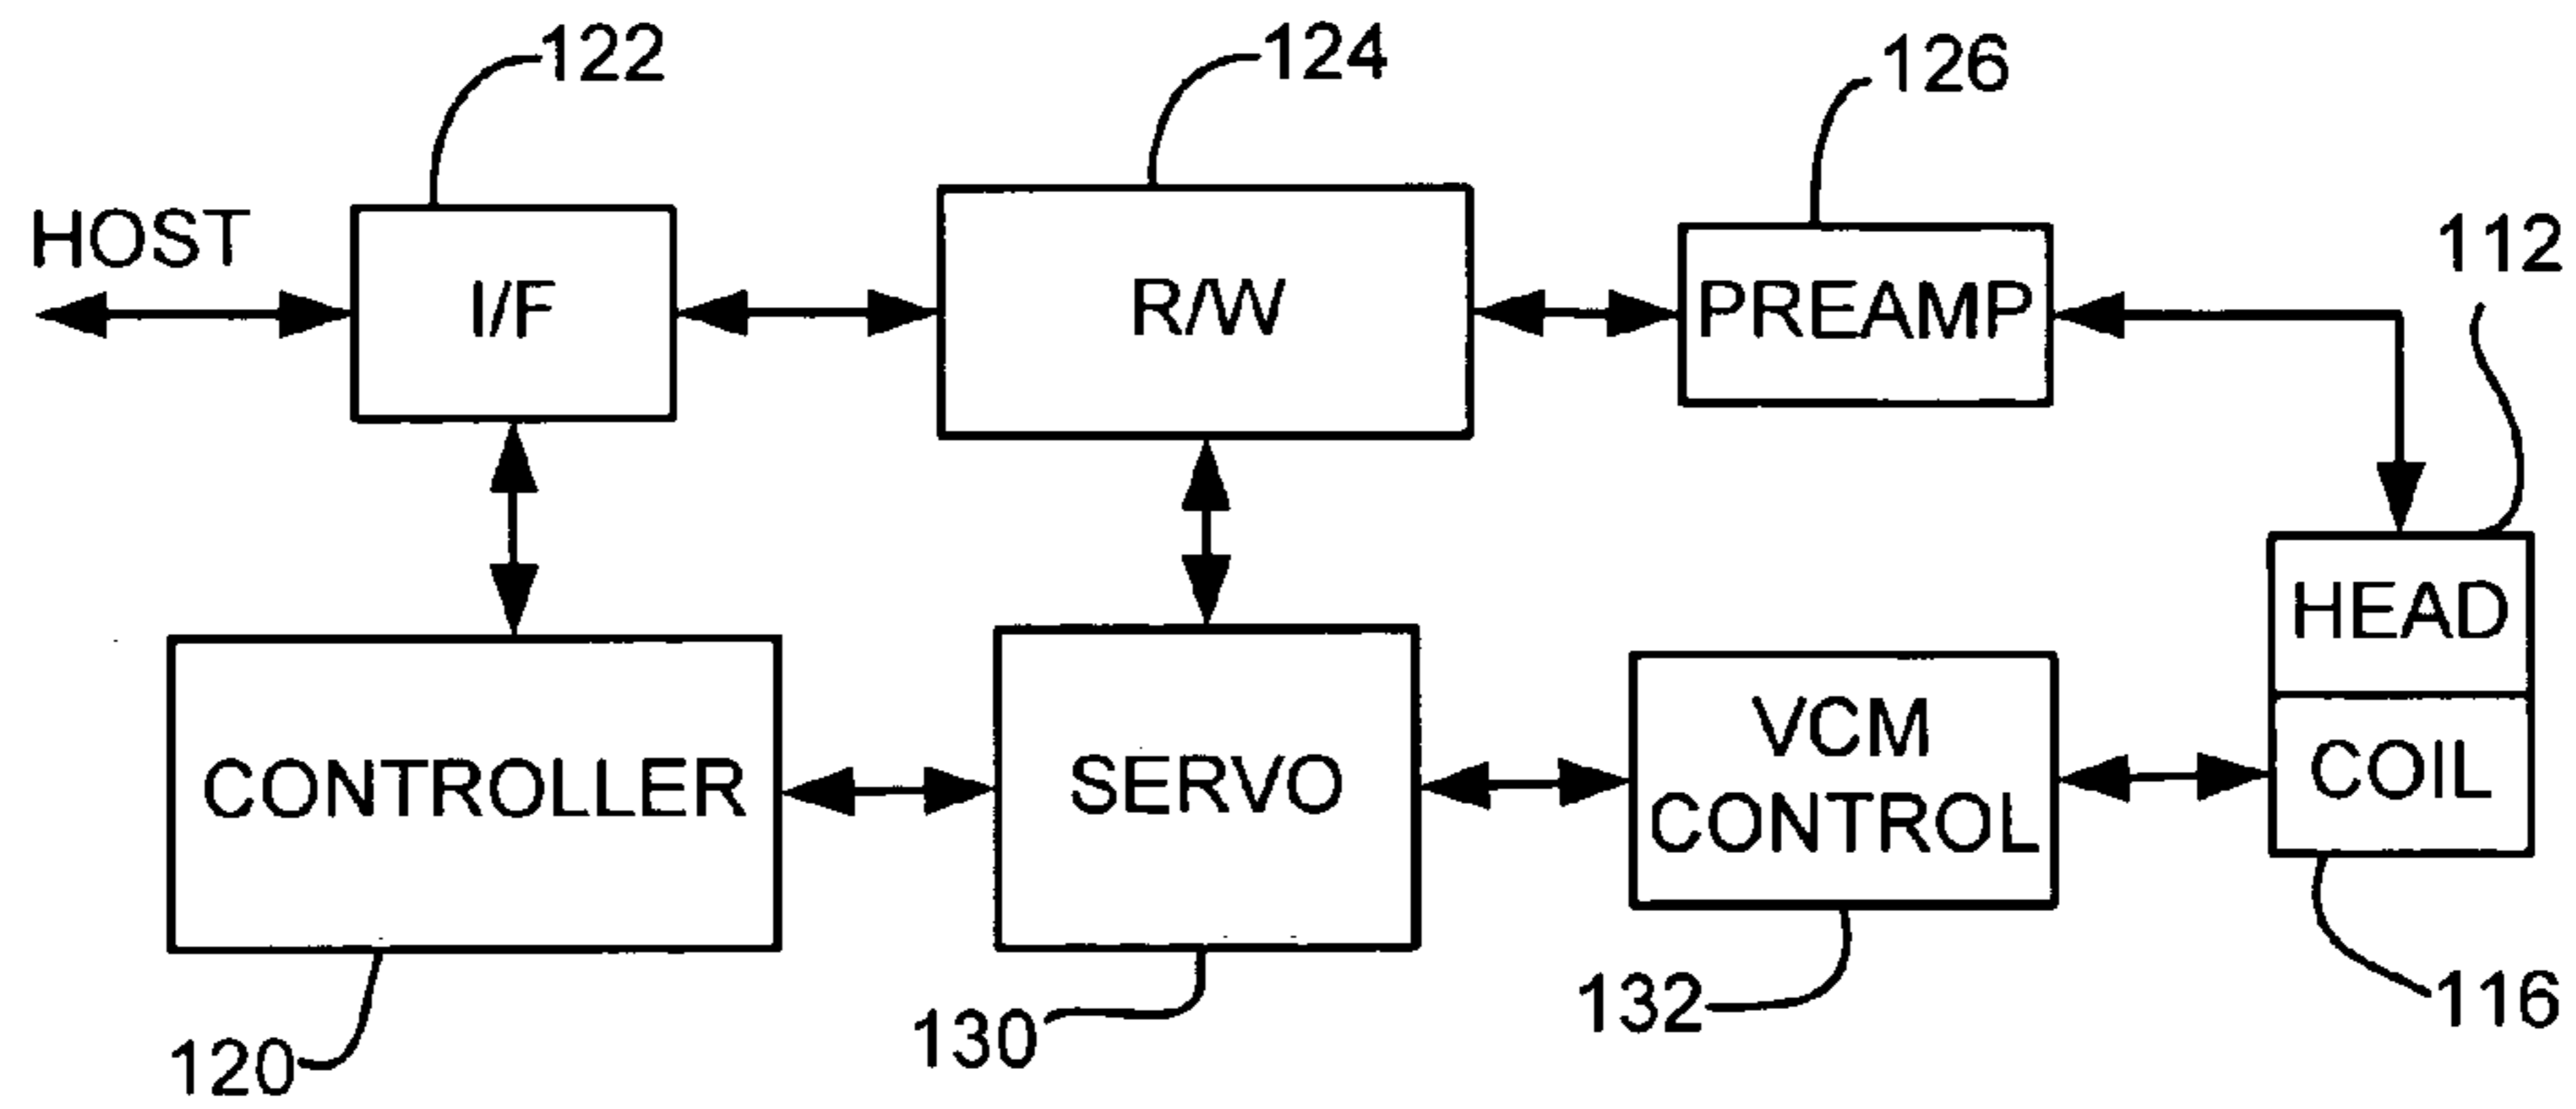 122
124
126
112
HOST
I/F
R/W
PREAMP
HEAD
COIL
CONTROLLER
SERVO
VCM
CONTROL
120
130
132
116